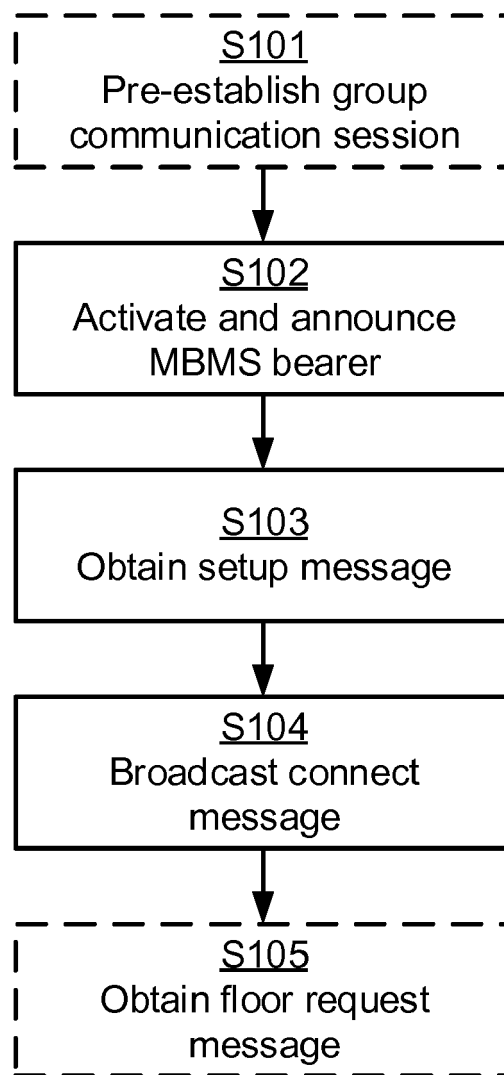 S101
Pre-establish group
communication session
S102
Activate and announce
MBMS bearer
S103
Obtain setup message
S104
Broadcast connect
message
S105
Obtain floor request
message